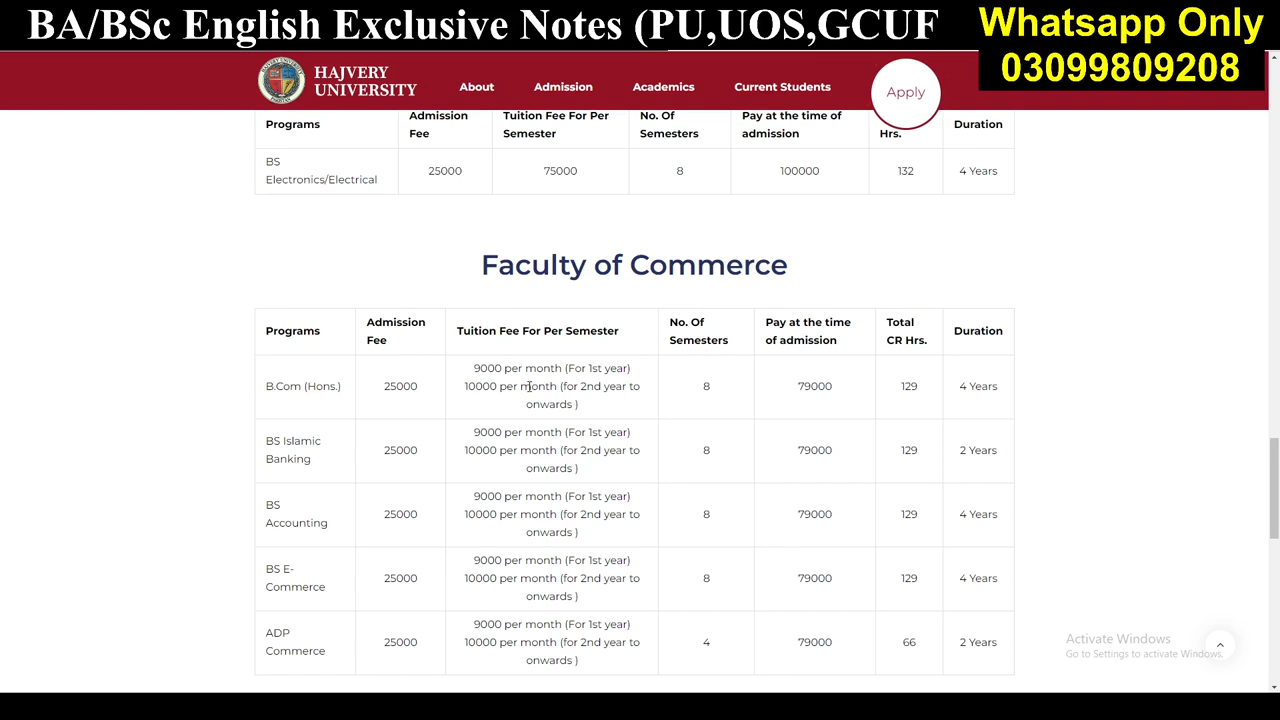 BA/BSc English Exclusive Notes (PU,UOS,GCUF
Whatsapp Only
03099809208
HAJVERY
UNIVERSITY
About Admission Academics Current Students Apply
Programs Admission Fee Tuition Fee For Per Semester No. Of Semesters Pay at the time of admission Hrs. Duration
BS Electronics/Electrical 25000 75000 8 100000 132 4 Years
Faculty of Commerce
Programs Admission Fee Tuition Fee For Per Semester No. Of Semesters Pay at the time of admission Total CR Hrs. Duration
B.Com (Hons.) 25000 9000 per month (For 1st year) 10000 per month (for 2nd year to onwards ) 8 79000 129 4 Years
BS Islamic Banking 25000 9000 per month (For 1st year) 10000 per month (for 2nd year to onwards ) 8 79000 129 2 Years
BS Accounting 25000 9000 per month (For 1st year) 10000 per month (for 2nd year to onwards ) 8 79000 129 4 Years
BS E-Commerce 25000 9000 per month (For 1st year) 10000 per month (for 2nd year to onwards ) 8 79000 129 4 Years
ADP Commerce 25000 9000 per month (For 1st year) 10000 per month (for 2nd year to onwards ) 4 79000 66 2 Years
Activate Windows
Go to Settings to activate Windows.